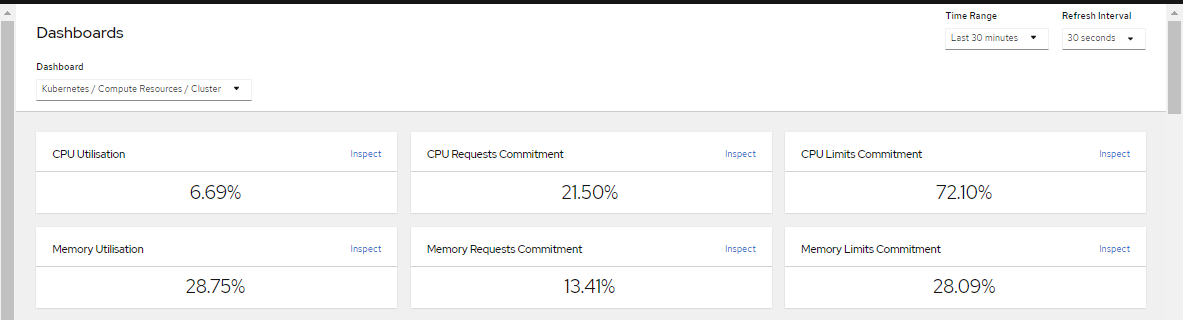 Dashboards
Time Range
Refresh Interval
Last 30 minutes
30 seconds
Dashboard
Kubernetes / Compute Resources / Cluster
CPU Utilisation
Inspect
CPU Requests Commitment
Inspect
CPU Limits Commitment
Inspect
6.69%
21.50%
72.10%
Memory Utilisation
Inspect
Memory Requests Commitment
Inspect
Memory Limits Commitment
Inspect
28.75%
13.41%
28.09%